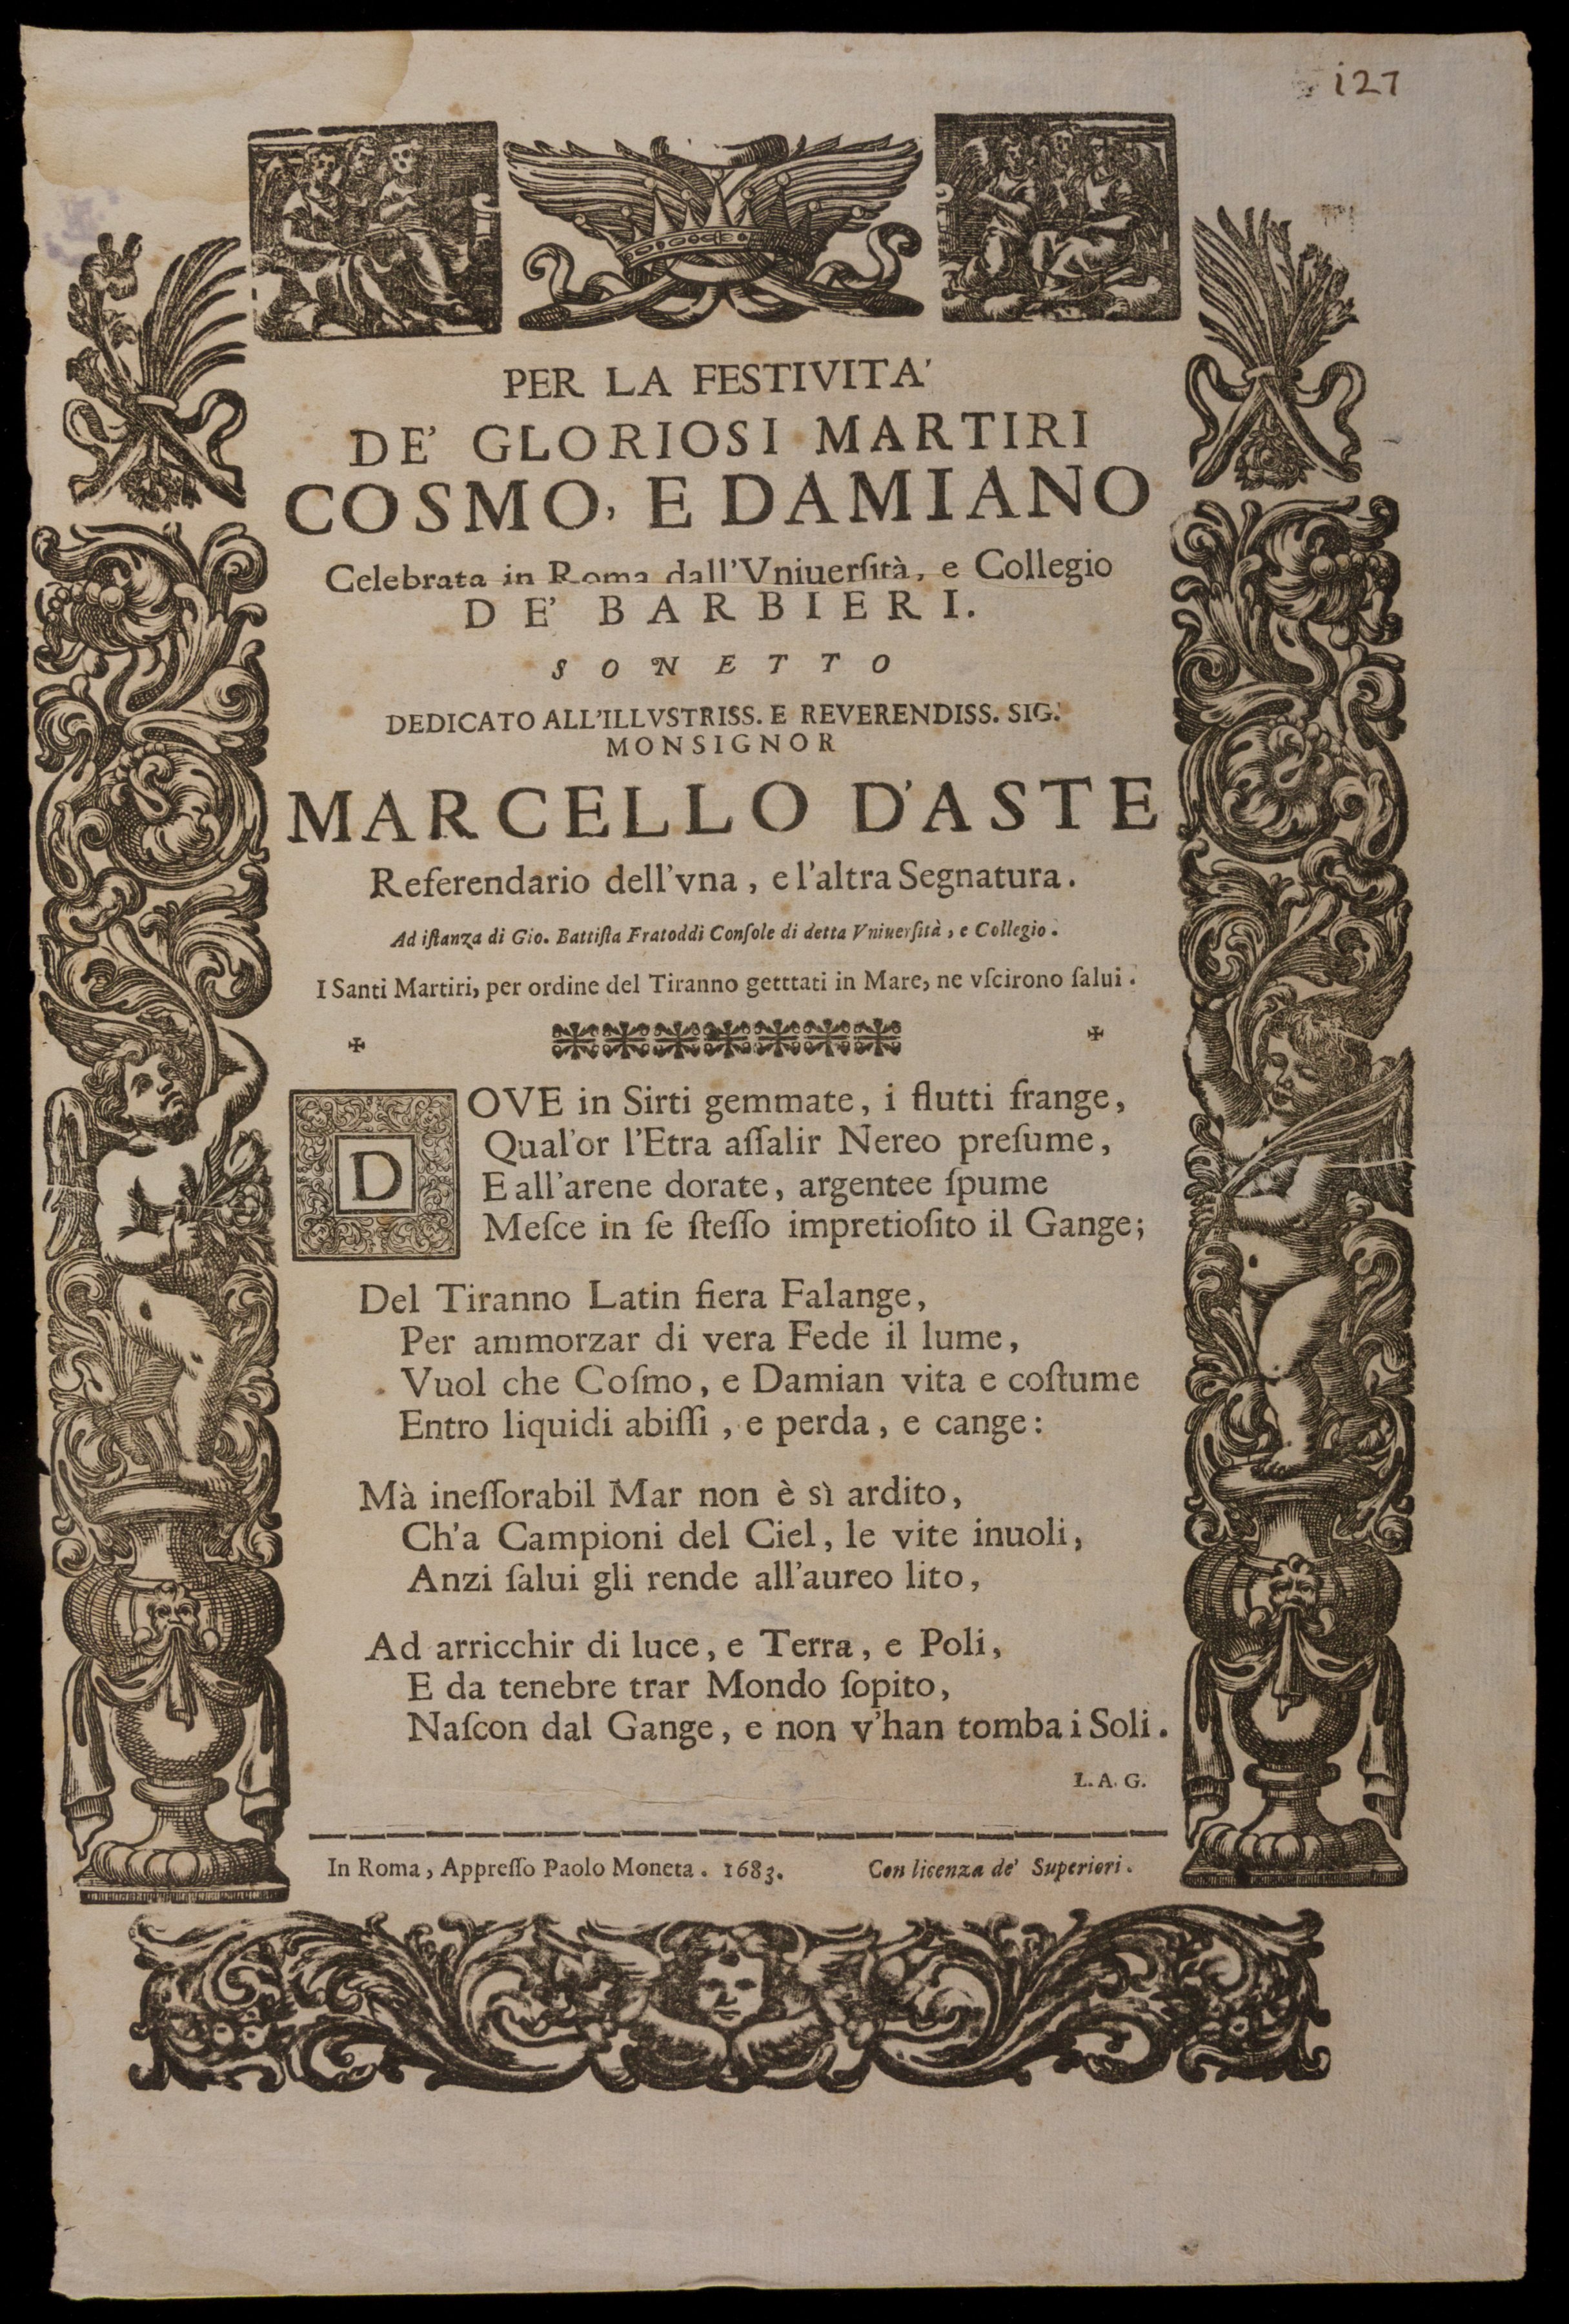 i27
PER LA FESTIVITA'
DE' GLORIOSI MARTIRI
COSMO, E DAMIANO
Celebrata in Roma dall'Vniuerſità, e Collegio
DE' BARBIERI.
SONETTO
DEDICATO ALL'ILLVSTRISS. E REVERENDISS. SIG.
MONSIGNOR
MARCELLO D'ASTE
Referendario dell'vna, e l'altra Segnatura.
Ad iſtanza di Gio. Battiſta Fratoddi Conſole di detta Vniuerſità, e Collegio.
I Santi Martiri, per ordine del Tiranno getttati in Mare, ne vſcirono ſalui.
DOVE in Sirti gemmate, i flutti frange,
Qual'or l'Etra aſſalir Nereo preſume,
E all'arene dorate, argentee ſpume
Meſce in ſe ſteſſo impretioſito il Gange;
Del Tiranno Latin fiera Falange,
Per ammorzar di vera Fede il lume,
Vuol che Coſmo, e Damian vita e coſtume
Entro liquidi abiſſi, e perda, e cange:
Mà ineſſorabil Mar non è sì ardito,
Ch'a Campioni del Ciel, le vite inuoli,
Anzi ſalui gli rende all'aureo lito,
Ad arricchir di luce, e Terra, e Poli,
E da tenebre trar Mondo ſopito,
Naſcon dal Gange, e non v'han tomba i Soli.
L. A. G.
In Roma, Appreſſo Paolo Moneta. 1683. Con licenza de' Superiori.